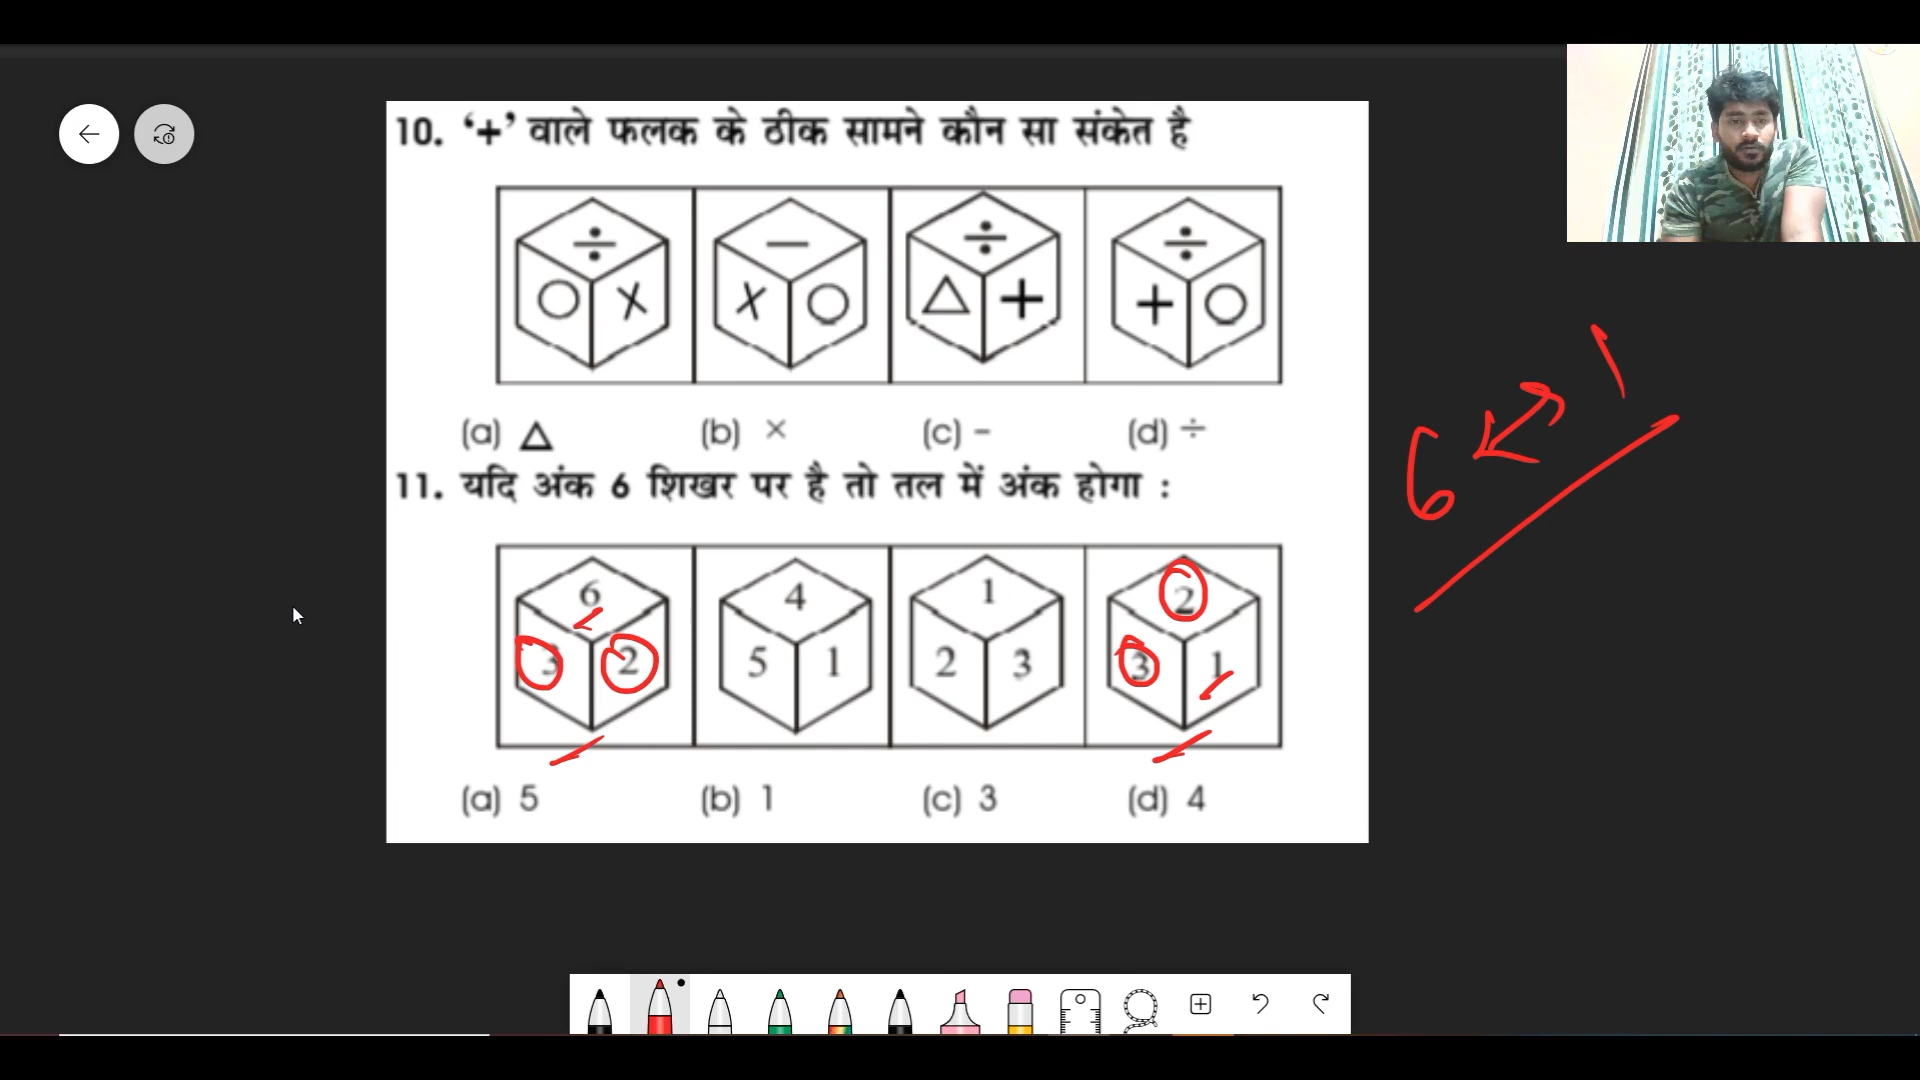 10. ‘+’ वाले फलक के ठीक सामने कौन सा संकेत है
÷ ○ × − × ○ ÷ △ + ÷ + ○
(a) △ (b) × (c) − (d) ÷
11. यदि अंक 6 शिखर पर है तो तल में अंक होगा :
6 4 1 2
3 2 5 1 2 3 3 1
(a) 5 (b) 1 (c) 3 (d) 4
6 ↔ 1